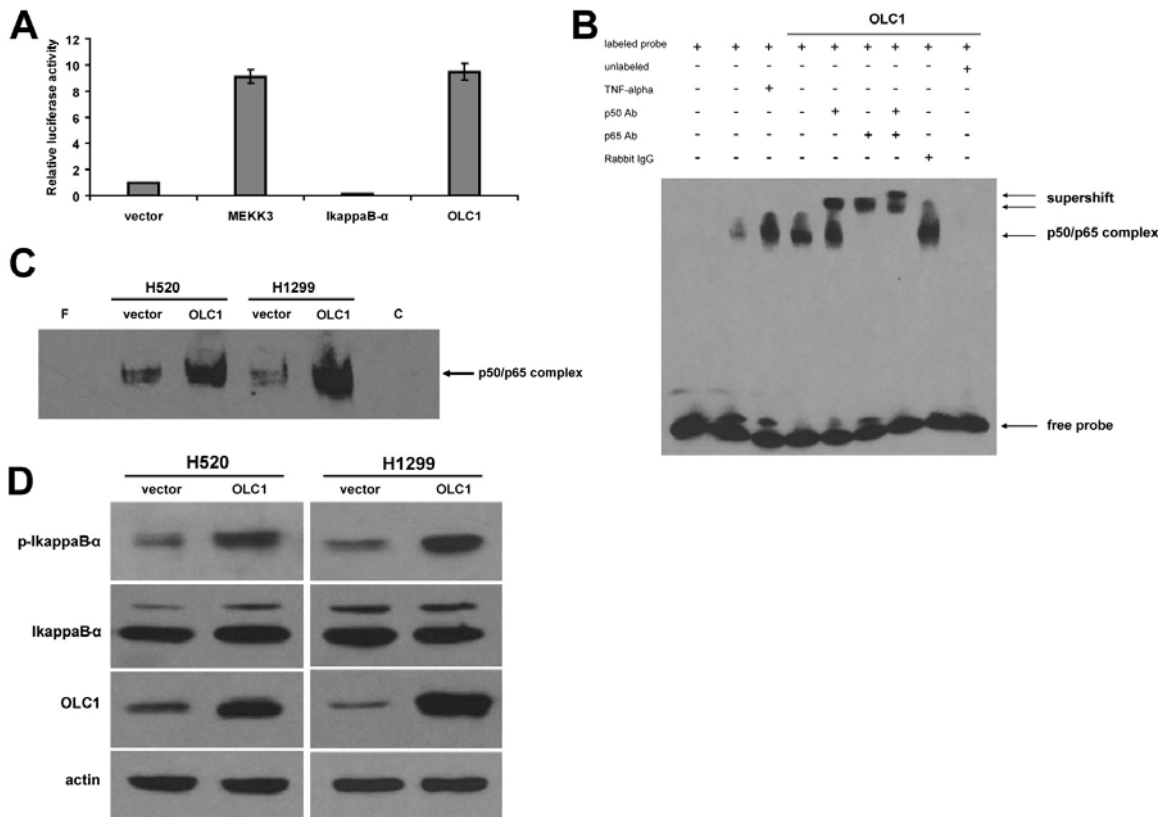 A
Relative luciferase activity
12
10
8
6
4
2
0
vector MEKK3 IkappaB-α OLC1
B
OLC1
labeled probe + + + + + + + + +
unlabeled - - - - - - - - +
TNF-alpha - - + - - - - - -
p50 Ab - - - - + - + - -
p65 Ab - - - - - + + - -
Rabbit IgG - - - - - - - + -
supershift
p50/p65 complex
free probe
C
H520 H1299
F vector OLC1 vector OLC1 C
p50/p65 complex
D
H520 H1299
vector OLC1 vector OLC1
p-IkappaB-α
IkappaB-α
OLC1
actin